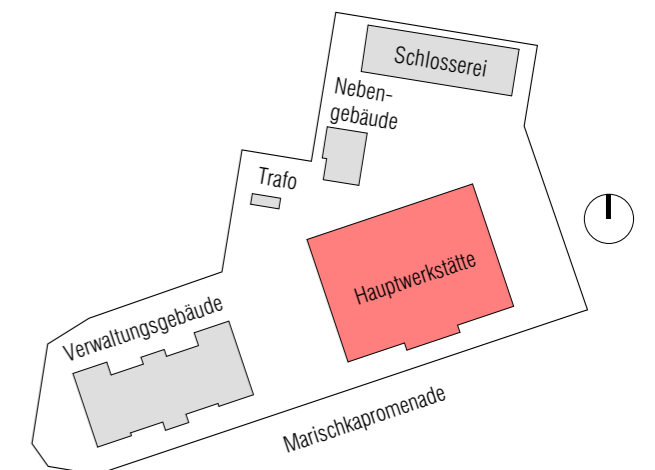 Schlosserei
Neben-
gebäude
Trafo
Hauptwerkstätte
Verwaltungsgebäude
Marischkapromenade